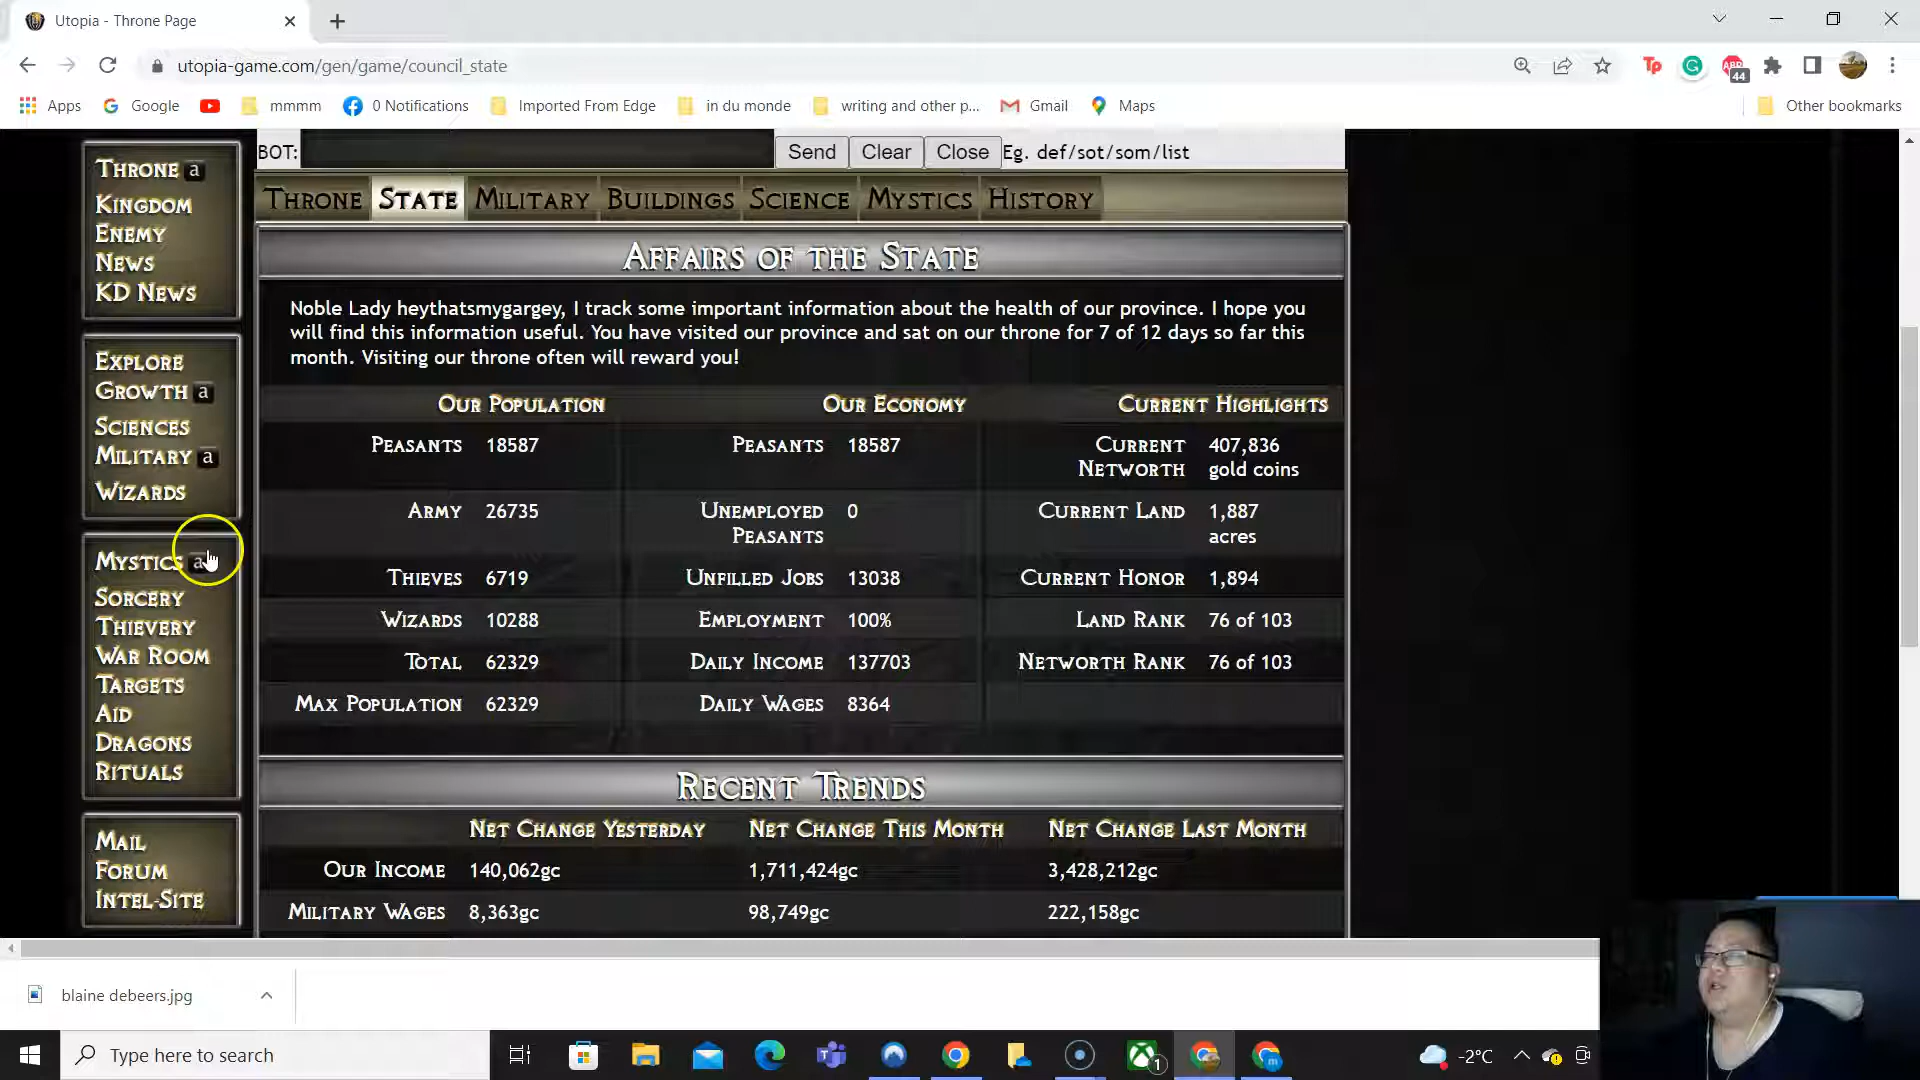 Utopia - Throne Page
utopia-game.com/gen/game/council_state
Tp
44
Apps
Google
mmmm
0 Notifications
Imported From Edge
in du monde
writing and other p...
Gmail
Maps
Other bookmarks
THRONE a
KINGDOM
ENEMY
NEWS
KD NEWS
EXPLORE
GROWTH a
SCIENCES
MILITARY a
WIZARDS
MYSTICS a
SORCERY
THIEVERY
WAR ROOM
TARGETS
AID
DRAGONS
RITUALS
MAIL
FORUM
INTEL-SITE
BOT: Send Clear Close Eg. def/sot/som/list
THRONE STATE MILITARY BUILDINGS SCIENCE MYSTICS HISTORY
AFFAIRS OF THE STATE
Noble Lady heythatsmygargey, I track some important information about the health of our province. I hope you
will find this information useful. You have visited our province and sat on our throne for 7 of 12 days so far this
month. Visiting our throne often will reward you!
OUR POPULATION OUR ECONOMY CURRENT HIGHLIGHTS
PEASANTS 18587 PEASANTS 18587 CURRENT 407,836
NETWORTH gold coins
ARMY 26735 UNEMPLOYED 0 CURRENT LAND 1,887
PEASANTS acres
THIEVES 6719 UNFILLED JOBS 13038 CURRENT HONOR 1,894
WIZARDS 10288 EMPLOYMENT 100% LAND RANK 76 of 103
TOTAL 62329 DAILY INCOME 137703 NETWORTH RANK 76 of 103
MAX POPULATION 62329 DAILY WAGES 8364
RECENT TRENDS
NET CHANGE YESTERDAY NET CHANGE THIS MONTH NET CHANGE LAST MONTH
OUR INCOME 140,062gc 1,711,424gc 3,428,212gc
MILITARY WAGES 8,363gc 98,749gc 222,158gc
blaine debeers.jpg
Type here to search
1
-2°C